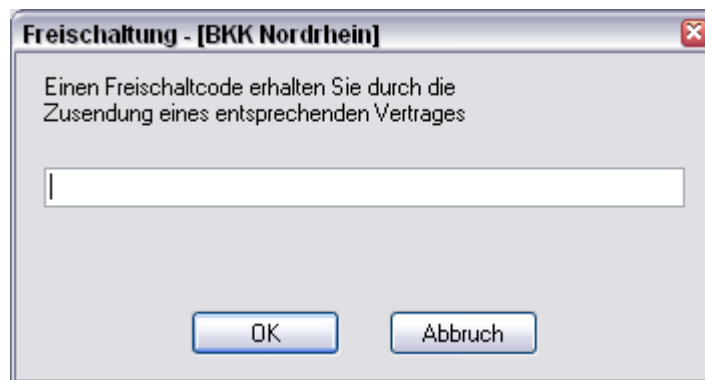 Freischaltung - [BKK Nordrhein]
Einen Freischaltcode erhalten Sie durch die
Zusendung eines entsprechenden Vertrages
OK
Abbruch